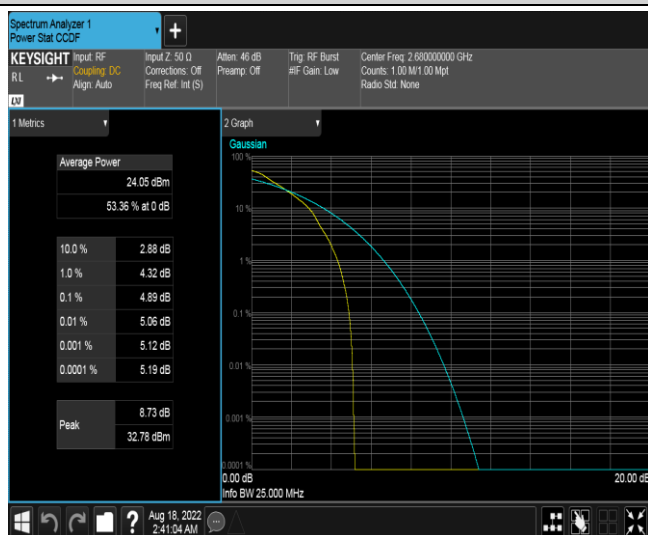 Spectrum Analyzer 1
Power Stat CCDF
+
KEYSIGHT
RL
LXI
Input: RF
Coupling: DC
Align: Auto
Input Z: 50 Ω
Corrections: Off
Freq Ref: Int (S)
Atten: 46 dB
Preamp: Off
Trig: RF Burst
#IF Gain: Low
Center Freq: 2.680000000 GHz
Counts: 1.00 M/1.00 Mpt
Radio Std: None
1 Metrics
Average Power
24.05 dBm
53.36 % at 0 dB
10.0 % 2.88 dB
1.0 % 4.32 dB
0.1 % 4.89 dB
0.01 % 5.06 dB
0.001 % 5.12 dB
0.0001 % 5.19 dB
Peak
8.73 dB
32.78 dBm
2 Graph
Gaussian
100 %
10 %
1 %
0.1 %
0.01 %
0.001 %
0.0001 %
0.00 dB 20.00 dB
Info BW 25.000 MHz
?
Aug 18, 2022
2:41:04 AM